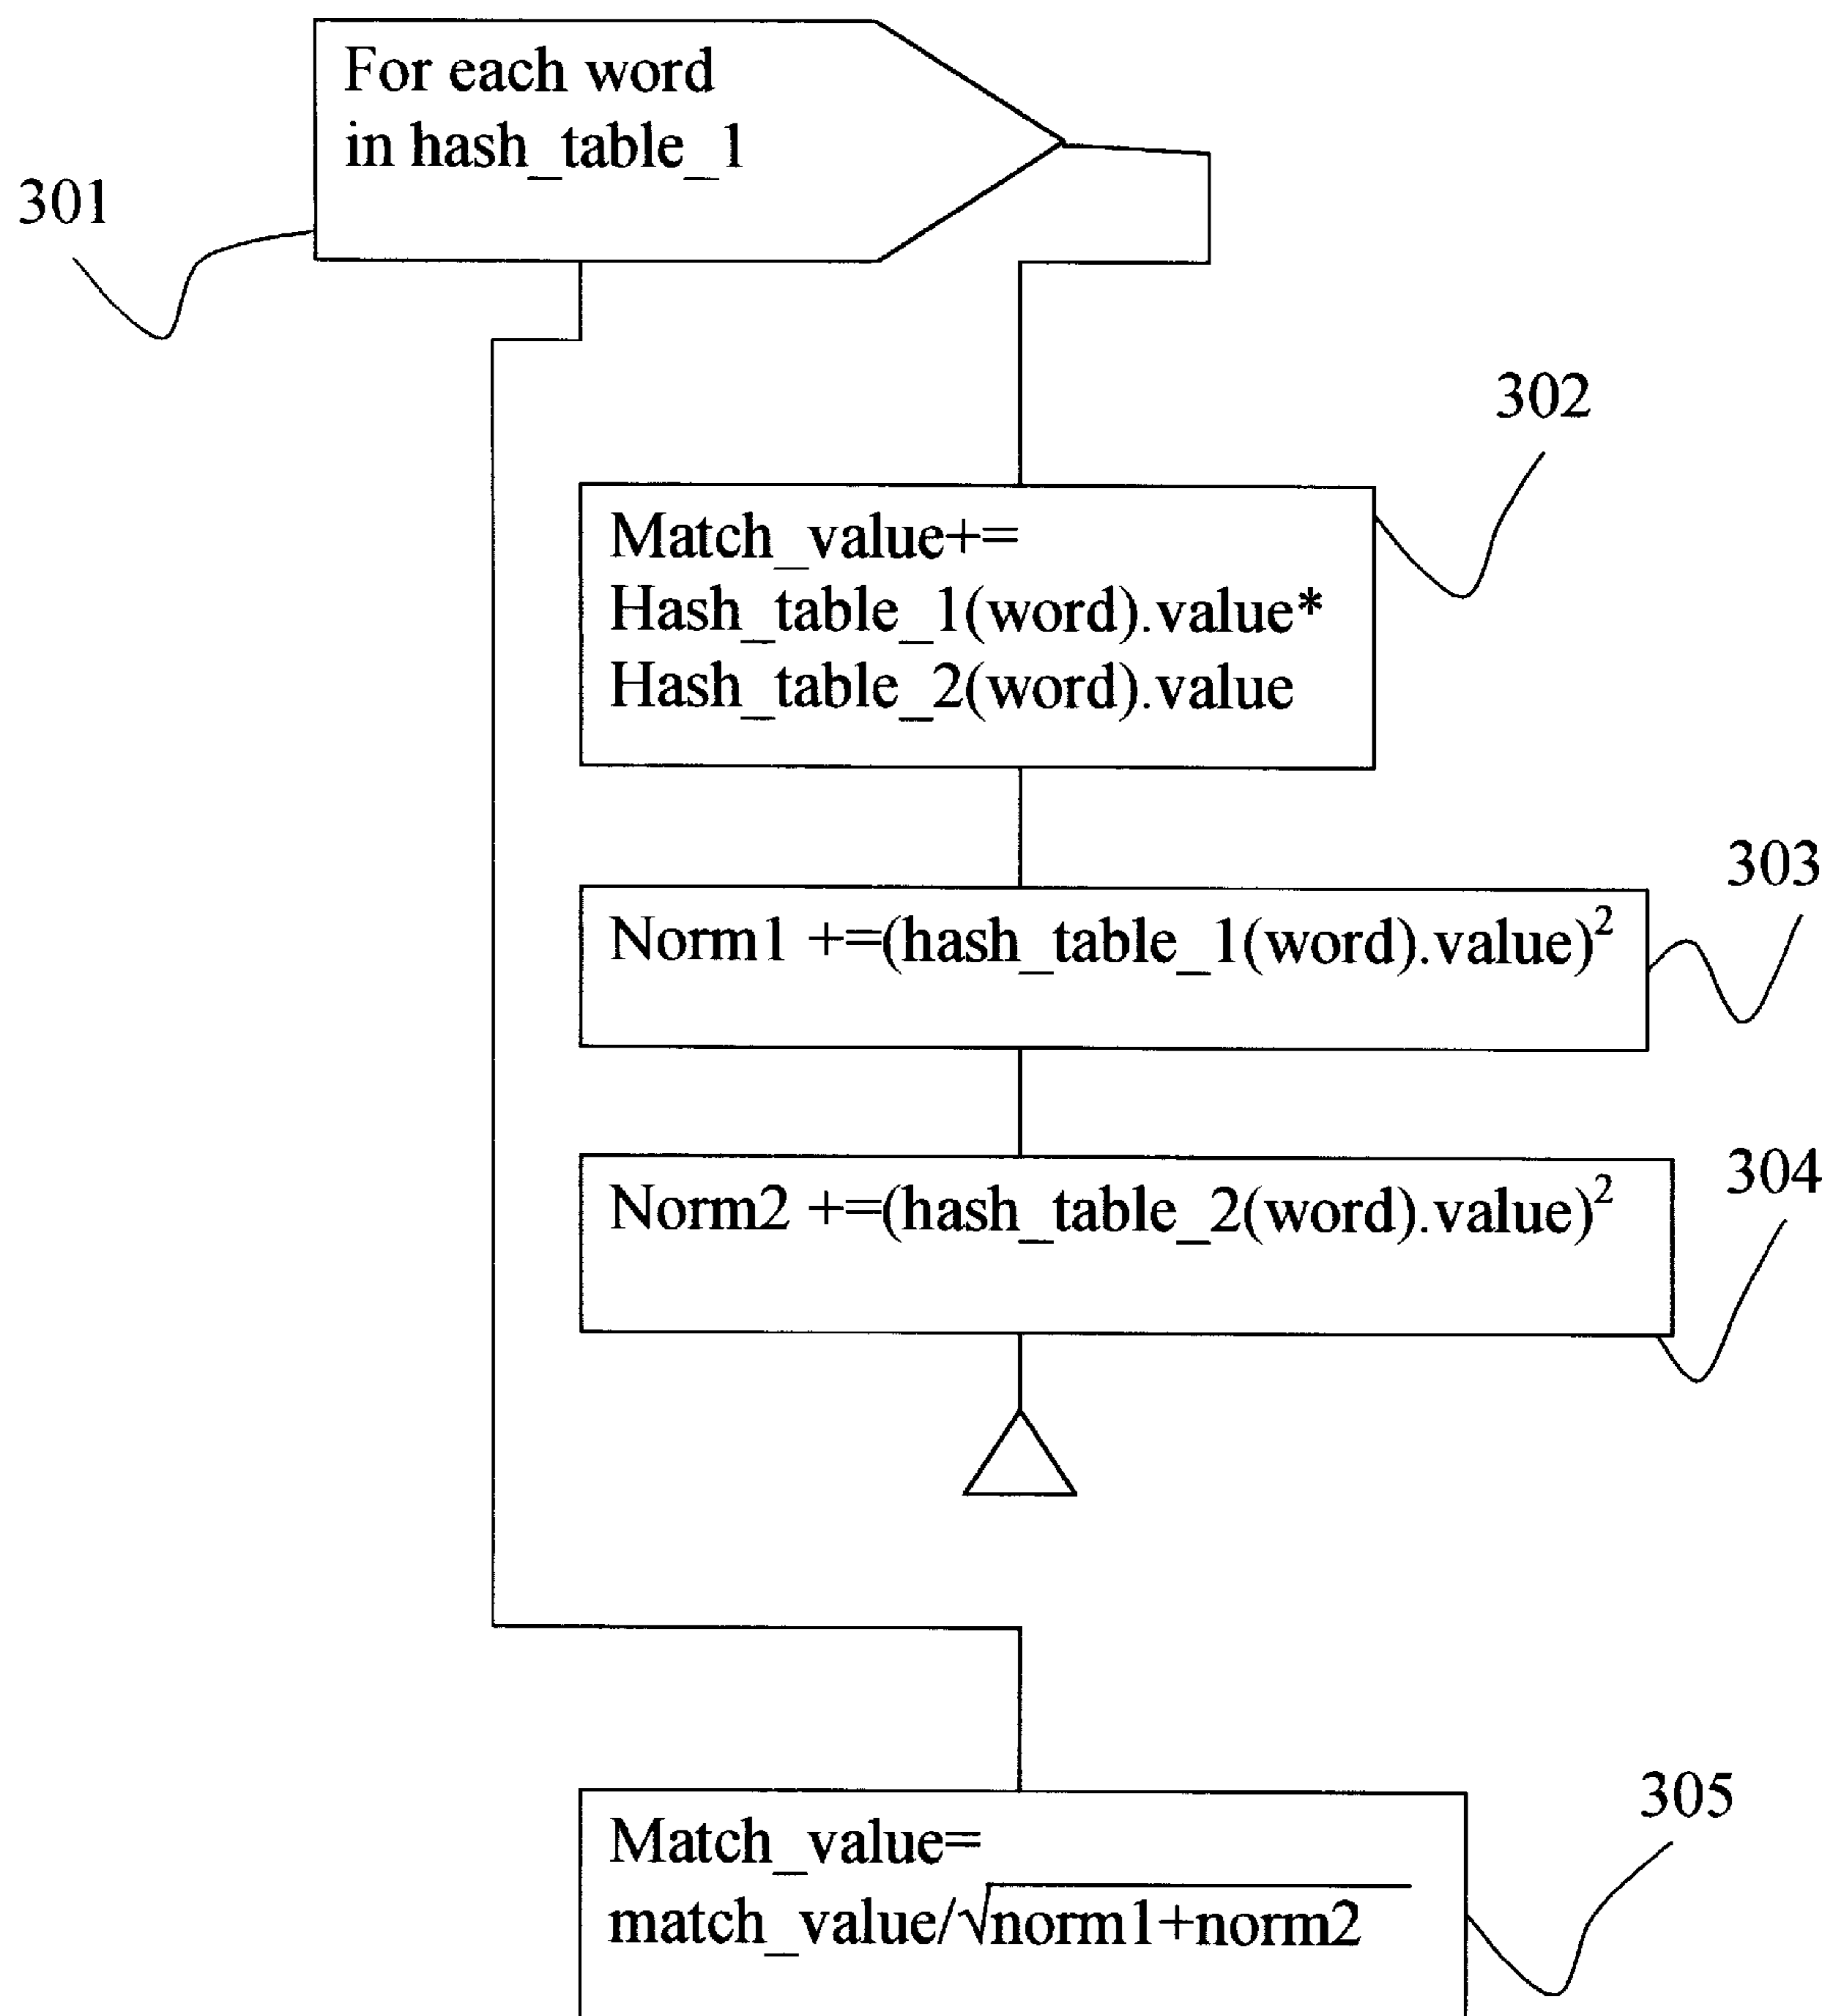 For each word
in hash_table_1
301
302
Match_value+=
Hash_table_1(word).value*
Hash_table_2(word).value
303
Norm1 +=(hash_table_1(word).value)²
304
Norm2 +=(hash_table_2(word).value)²
305
Match_value=
match_value/√norm1+norm2